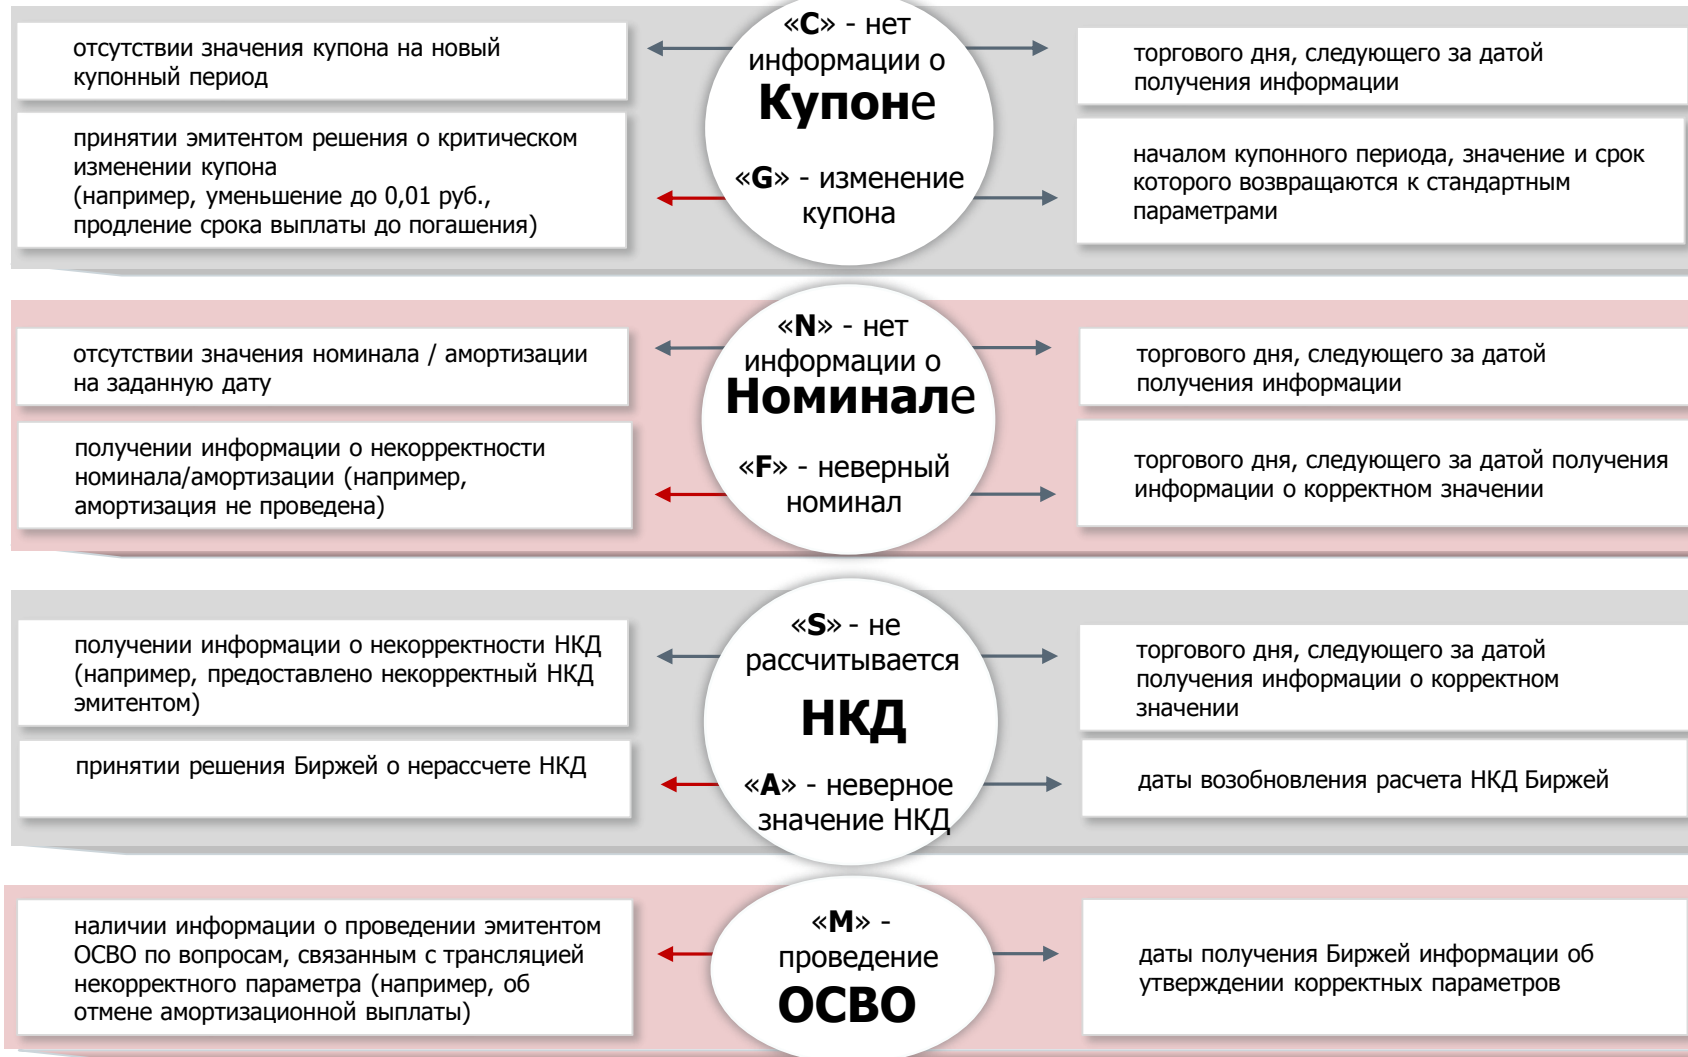 отсутствии значения купона на новый
купонный период
принятии эмитентом решения о критическом
изменении купона
(например, уменьшение до 0,01 руб.,
продление срока выплаты до погашения)
«C» - нет
информации о
Купоне
«G» - изменение
купона
торгового дня, следующего за датой
получения информации
началом купонного периода, значение и срок
которого возвращаются к стандартным
параметрами
отсутствии значения номинала / амортизации
на заданную дату
получении информации о некорректности
номинала/амортизации (например,
амортизация не проведена)
«N» - нет
информации о
Номинале
«F» - неверный
номинал
торгового дня, следующего за датой
получения информации
торгового дня, следующего за датой получения
информации о корректном значении
получении информации о некорректности НКД
(например, предоставлено некорректный НКД
эмитентом)
принятии решения Биржей о нерассчете НКД
«S» - не
рассчитывается
НКД
«A» - неверное
значение НКД
торгового дня, следующего за датой
получения информации о корректном
значении
даты возобновления расчета НКД Биржей
наличии информации о проведении эмитентом
ОСВО по вопросам, связанным с трансляцией
некорректного параметра (например, об
отмене амортизационной выплаты)
«M» -
проведение
ОСВО
даты получения Биржей информации об
утверждении корректных параметров